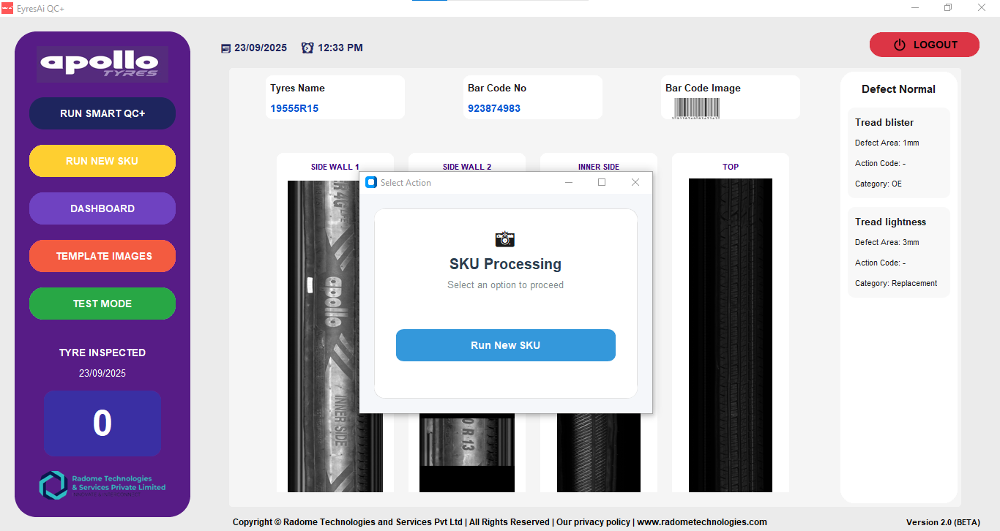 EyresAi QC+
apollo
TYRES
RUN SMART QC+
RUN NEW SKU
DASHBOARD
TEMPLATE IMAGES
TEST MODE
TYRE INSPECTED
23/09/2025
0
Radome Technologies
& Services Private Limited
23/09/2025 12:33 PM
LOGOUT
Tyres Name
19555R15
Bar Code No
923874983
Bar Code Image
SIDE WALL 1
SIDE WALL 2
INNER SIDE
TOP
R 4G
apollo
INNER SIDE
R 13
Select Action
SKU Processing
Select an option to proceed
Run New SKU
Defect Normal
Tread blister
Defect Area: 1mm
Action Code: -
Category: OE
Tread lightness
Defect Area: 3mm
Action Code: -
Category: Replacement
Copyright © Radome Technologies and Services Pvt Ltd | All Rights Reserved | Our privacy policy | www.radometechnologies.com
Version 2.0 (BETA)